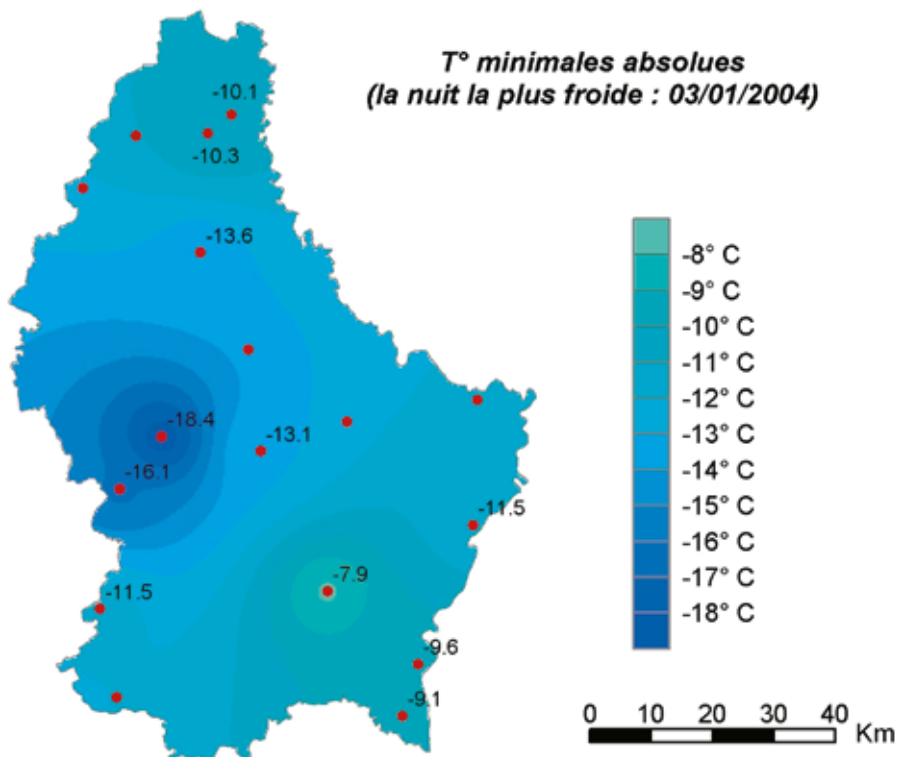 T° minimales absolues
(la nuit la plus froide : 03/01/2004)
-10.1
-10.3
-13.6
-18.4
-13.1
-16.1
-11.5
-7.9
-11.5
-9.6
-9.1
-8° C
-9° C
-10° C
-11° C
-12° C
-13° C
-14° C
-15° C
-16° C
-17° C
-18° C
0 10 20 30 40
Km